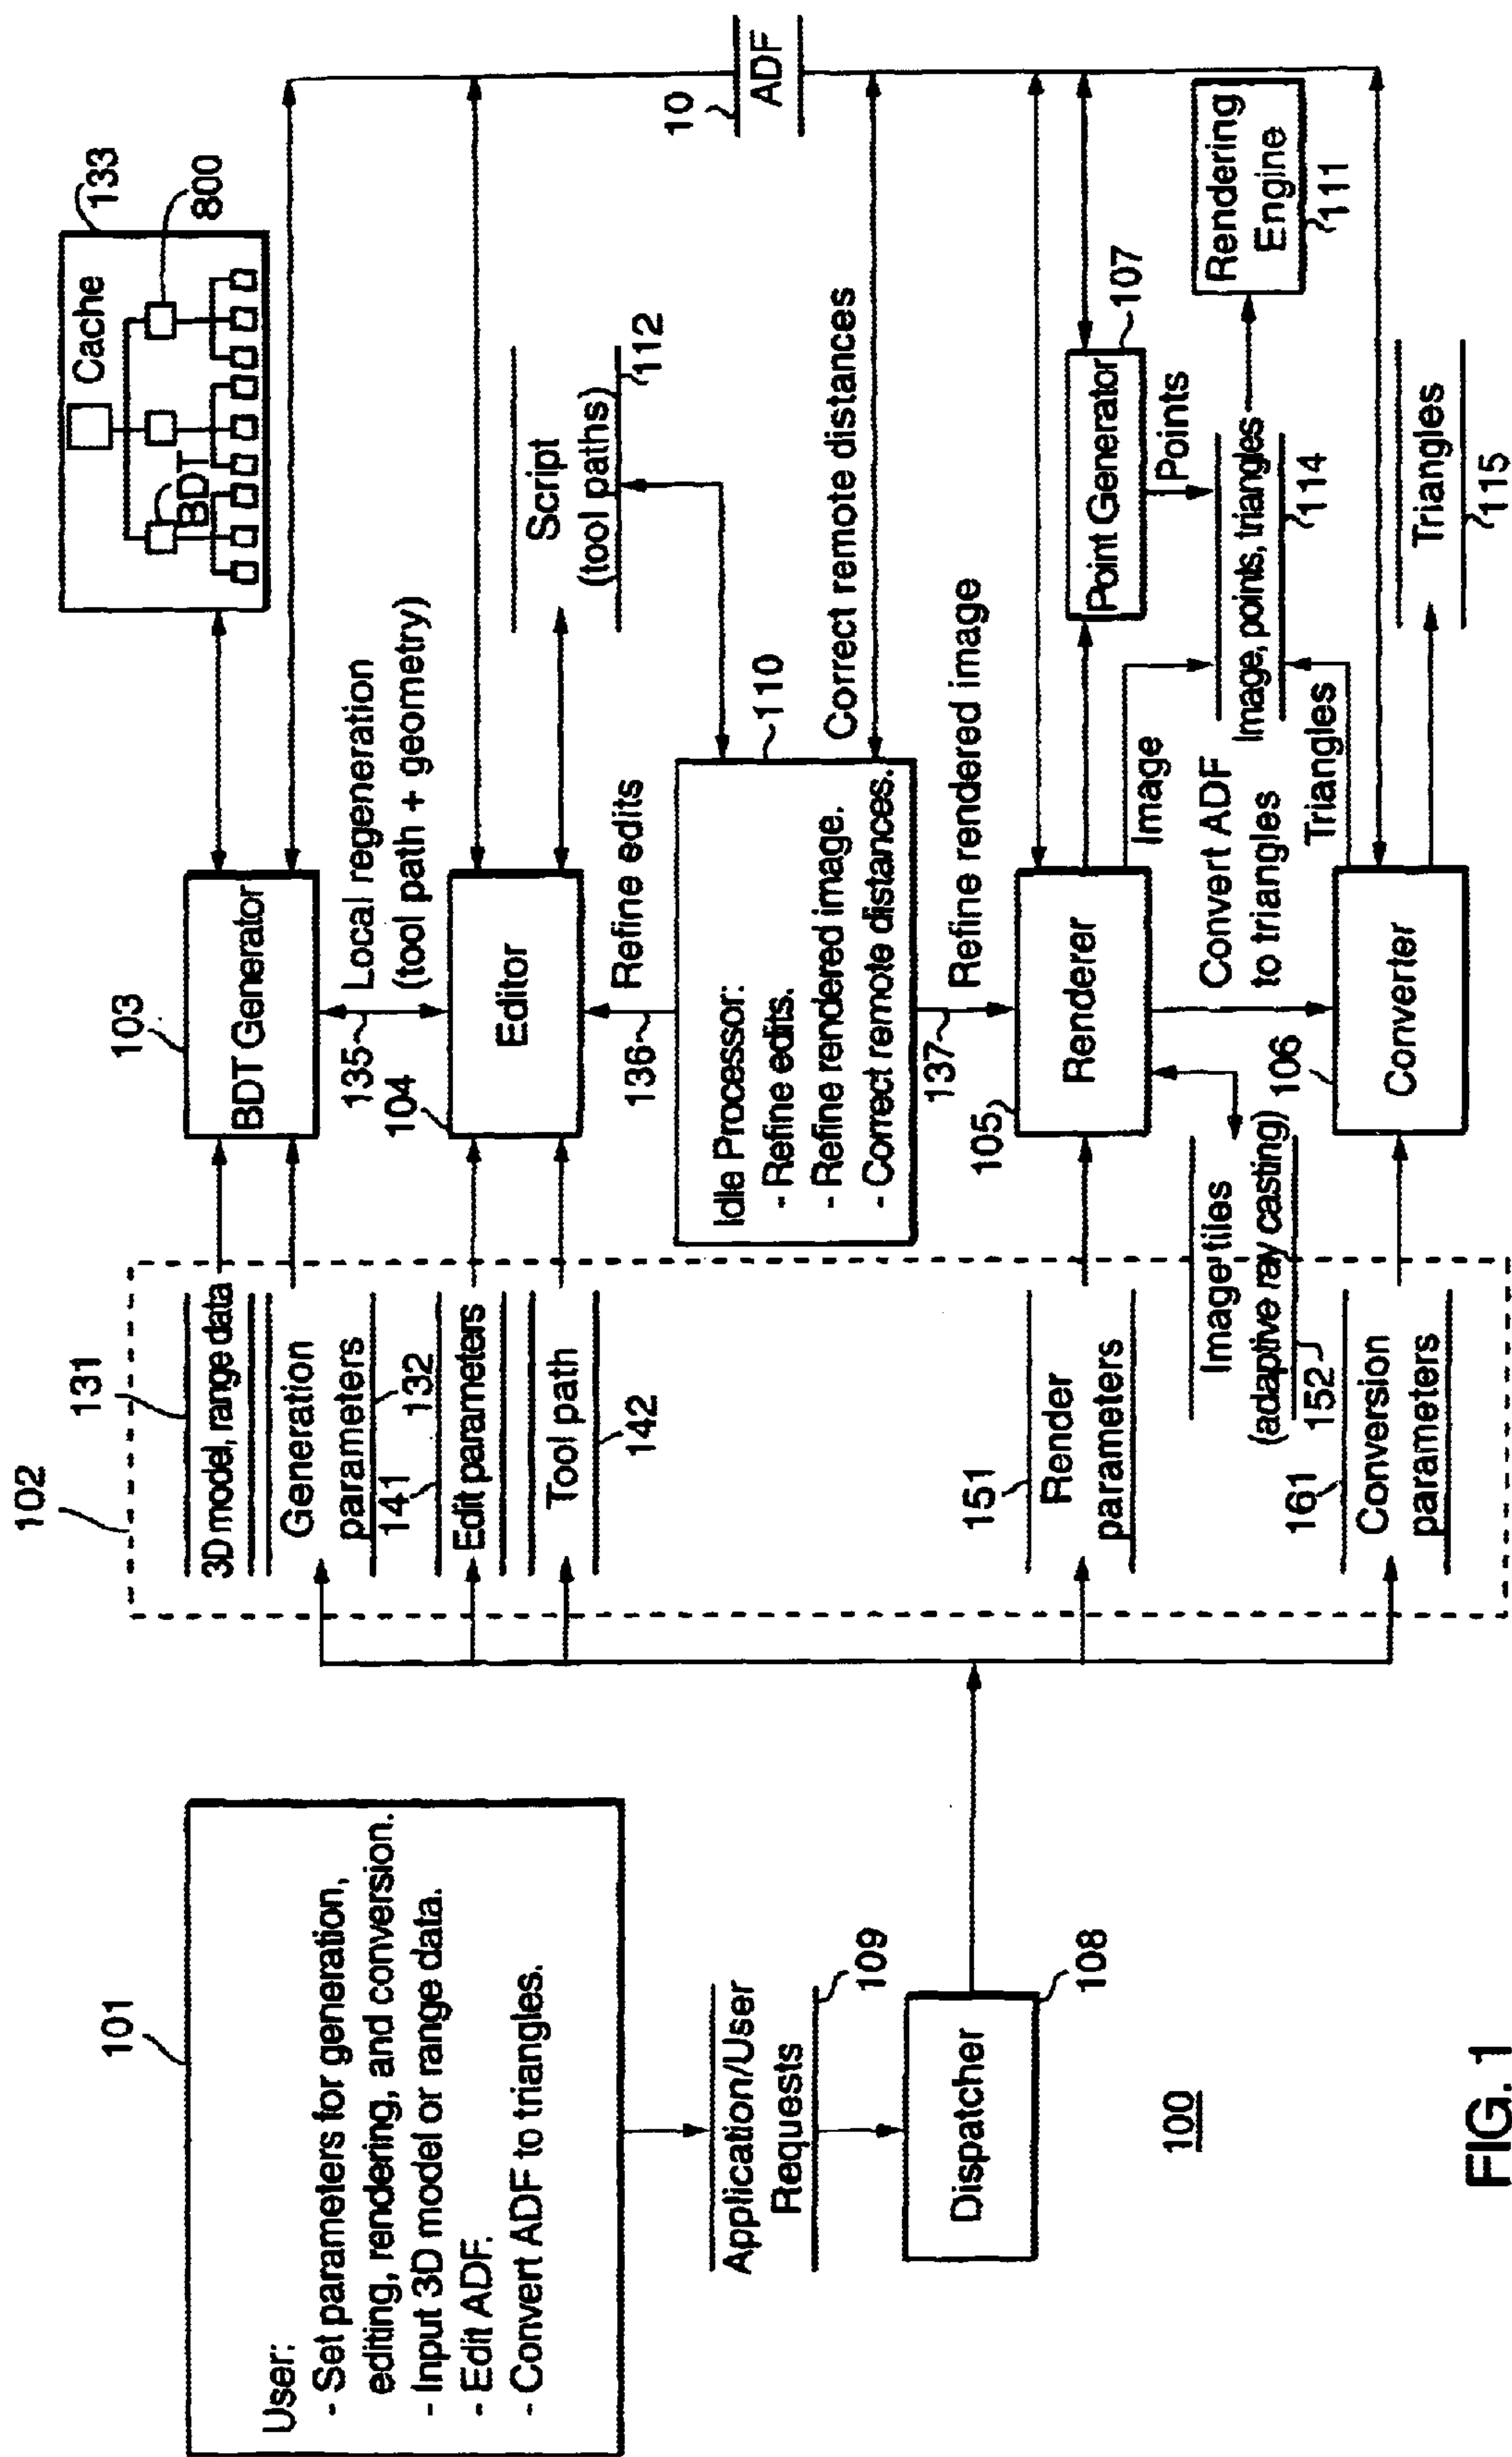 101
User:
- Set parameters for generation,
editing, rendering, and conversion.
- Input 3D model or range data.
- Edit ADF.
- Convert ADF to triangles.
Application/User
Requests
109
Dispatcher
108
100
102
131
3D model, range data
Generation
parameters
132
141
Edit parameters
Tool path
142
151
Render
parameters
Image tiles
(adaptive ray casting)
152
161
Conversion
parameters
103
BDT Generator
135
Local regeneration
(tool path + geometry)
104
Editor
136
Refine edits
110
Idle Processor:
- Refine edits.
- Refine rendered image.
- Correct remote distances.
137
Refine rendered image
105
Renderer
Image
Convert ADF
to triangles
106
Converter
Triangles
133
Cache
BDT
800
Script
(tool paths)
112
Correct remote distances
10
ADF
Point Generator
107
Points
Image, points, triangles
114
Rendering
Engine
111
Triangles
115
FIG. 1